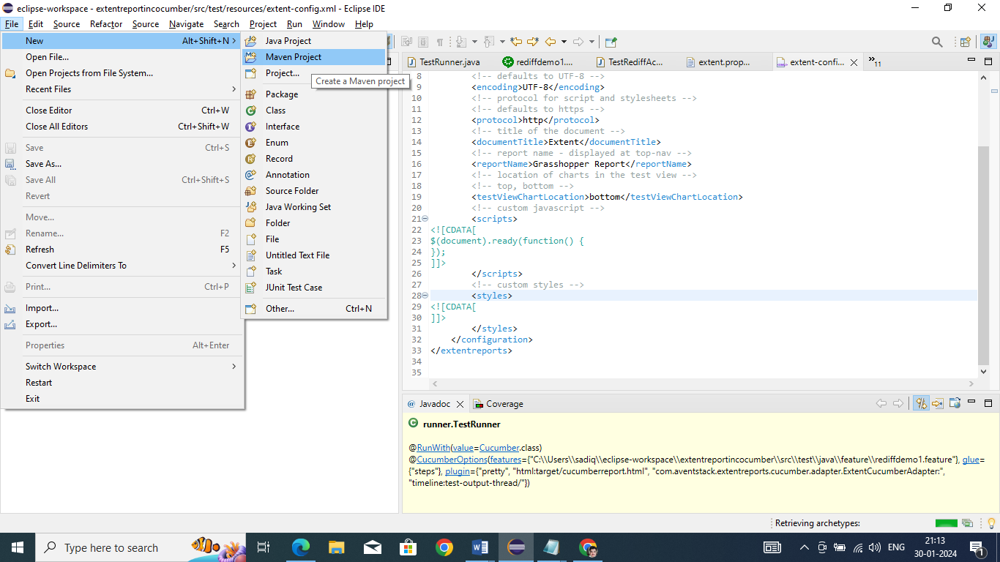 eclipse-workspace - extentreportincocumber/src/test/resources/extent-config.xml - Eclipse IDE
File Edit Source Refactor Source Navigate Search Project Run Window Help
New Alt+Shift+N
Open File...
Open Projects from File System...
Recent Files
Close Editor Ctrl+W
Close All Editors Ctrl+Shift+W
Save Ctrl+S
Save As...
Save All Ctrl+Shift+S
Revert
Move...
Rename... F2
Refresh F5
Convert Line Delimiters To
Print... Ctrl+P
Import...
Export...
Properties Alt+Enter
Switch Workspace
Restart
Exit
Java Project
Maven Project
Project...
Create a Maven project
Package
Class
Interface
Enum
Record
Annotation
Source Folder
Java Working Set
Folder
File
Untitled Text File
Task
JUnit Test Case
Other... Ctrl+N
TestRunner.java rediffdemo1.... TestRediffAc... extent.prop... extent-confi... 11
8 <!-- defaults to UTF-8 -->
9 <encoding>UTF-8</encoding>
10 <!-- protocol for script and stylesheets -->
11 <!-- defaults to https -->
12 <protocol>http</protocol>
13 <!-- title of the document -->
14 <documentTitle>Extent</documentTitle>
15 <!-- report name - displayed at top-nav -->
16 <reportName>Grasshopper Report</reportName>
17 <!-- location of charts in the test view -->
18 <!-- top, bottom -->
19 <testViewChartLocation>bottom</testViewChartLocation>
20 <!-- custom javascript -->
21 <scripts>
22 <![CDATA[
23 $(document).ready(function() {
24 });
25 ]]>
26 </scripts>
27 <!-- custom styles -->
28 <styles>
29 <![CDATA[
30 ]]>
31 </styles>
32 </configuration>
33 </extentreports>
34
35
@ Javadoc Coverage
runner.TestRunner
@RunWith(value=Cucumber.class)
@CucumberOptions(features={"C:\\Users\\sadiq\\eclipse-workspace\\extentreportincocumber\\src\\test\\java\\feature\\rediffdemo1.feature"}, glue=
{"steps"}, plugin={"pretty", "html:target/cucumberreport.html", "com.aventstack.extentreports.cucumber.adapter.ExtentCucumberAdapter:",
"timeline:test-output-thread/"})
Retrieving archetypes:
Type here to search
ENG
21:13
30-01-2024
1